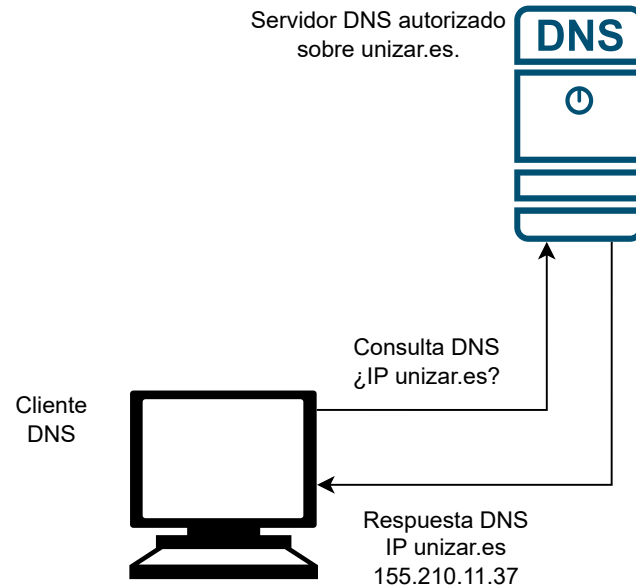 Servidor DNS autorizado
sobre unizar.es.
DNS
Consulta DNS
¿IP unizar.es?
Cliente
DNS
Respuesta DNS
IP unizar.es
155.210.11.37